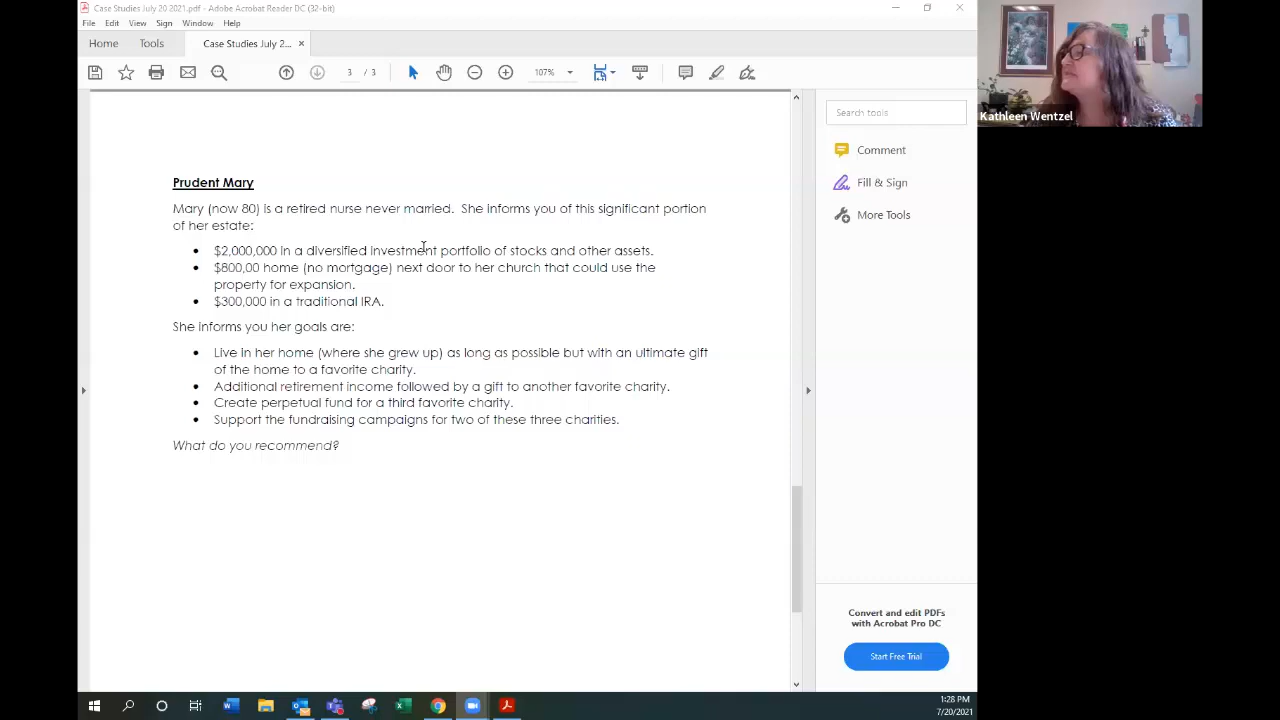 Case Studies July 20 2021.pdf - Adobe Acrobat Reader DC (32-bit)
File Edit View Sign Window Help
Home Tools Case Studies July 2... ×
3 / 3 107%
Kathleen Wentzel
Search tools
Comment
Fill & Sign
More Tools
Prudent Mary
Mary (now 80) is a retired nurse never married. She informs you of this significant portion
of her estate:
• $2,000,000 in a diversified investment portfolio of stocks and other assets.
• $800,00 home (no mortgage) next door to her church that could use the
property for expansion.
• $300,000 in a traditional IRA.
She informs you her goals are:
• Live in her home (where she grew up) as long as possible but with an ultimate gift
of the home to a favorite charity.
• Additional retirement income followed by a gift to another favorite charity.
• Create perpetual fund for a third favorite charity.
• Support the fundraising campaigns for two of these three charities.
What do you recommend?
Convert and edit PDFs
with Acrobat Pro DC
Start Free Trial
1:28 PM
7/20/2021